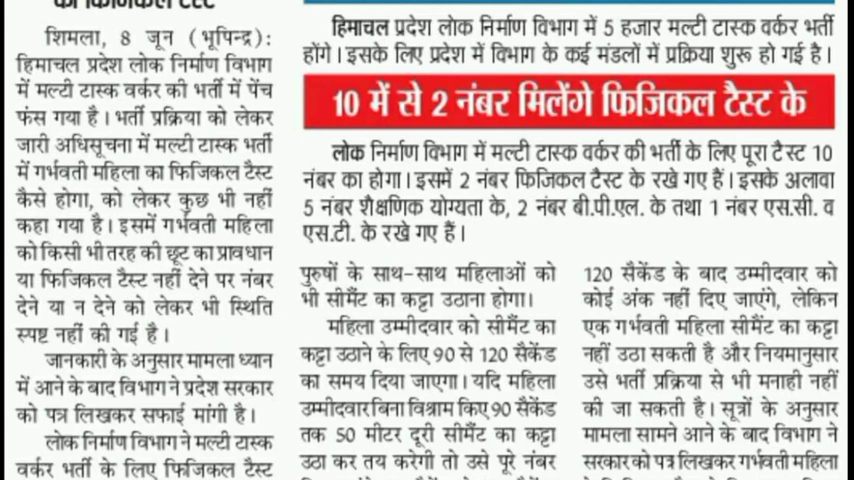 का फिजिकल टैस्ट
शिमला, 8 जून (भूपिन्द्र):
हिमाचल प्रदेश लोक निर्माण विभाग
में मल्टी टास्क वर्कर की भर्ती में पेंच
फंस गया है। भर्ती प्रक्रिया को लेकर
जारी अधिसूचना में मल्टी टास्क भर्ती
में गर्भवती महिला का फिजिकल टैस्ट
कैसे होगा, को लेकर कुछ भी नहीं
कहा गया है। इसमें गर्भवती महिला
को किसी भी तरह की छूट का प्रावधान
या फिजिकल टैस्ट नहीं देने पर नंबर
देने या न देने को लेकर भी स्थिति
स्पष्ट नहीं की गई है।
जानकारी के अनुसार मामला ध्यान
में आने के बाद विभाग ने प्रदेश सरकार
को पत्र लिखकर सफाई मांगी है।
लोक निर्माण विभाग ने मल्टी टास्क
वर्कर भर्ती के लिए फिजिकल टैस्ट
हिमाचल प्रदेश लोक निर्माण विभाग में 5 हजार मल्टी टास्क वर्कर भर्ती
होंगे। इसके लिए प्रदेश में विभाग के कई मंडलों में प्रक्रिया शुरू हो गई है।
10 में से 2 नंबर मिलेंगे फिजिकल टैस्ट के
लोक निर्माण विभाग में मल्टी टास्क वर्कर की भर्ती के लिए पूरा टैस्ट 10
नंबर का होगा। इसमें 2 नंबर फिजिकल टैस्ट के रखे गए हैं। इसके अलावा
5 नंबर शैक्षणिक योग्यता के, 2 नंबर बी.पी.एल. के तथा 1 नंबर एस.सी. व
एस.टी. के रखे गए हैं।
पुरुषों के साथ-साथ महिलाओं को
भी सीमैंट का कट्टा उठाना होगा।
महिला उम्मीदवार को सीमैंट का
कट्टा उठाने के लिए 90 से 120 सैकेंड
का समय दिया जाएगा। यदि महिला
उम्मीदवार बिना विश्राम किए 90 सैकेंड
तक 50 मीटर दूरी सीमैंट का कट्टा
उठा कर तय करेगी तो उसे पूरे नंबर
120 सैकेंड के बाद उम्मीदवार को
कोई अंक नहीं दिए जाएंगे, लेकिन
एक गर्भवती महिला सीमैंट का कट्टा
नहीं उठा सकती है और नियमानुसार
उसे भर्ती प्रक्रिया से भी मनाही नहीं
की जा सकती है। सूत्रों के अनुसार
मामला सामने आने के बाद विभाग ने
सरकार को पत्र लिखकर गर्भवती महिला